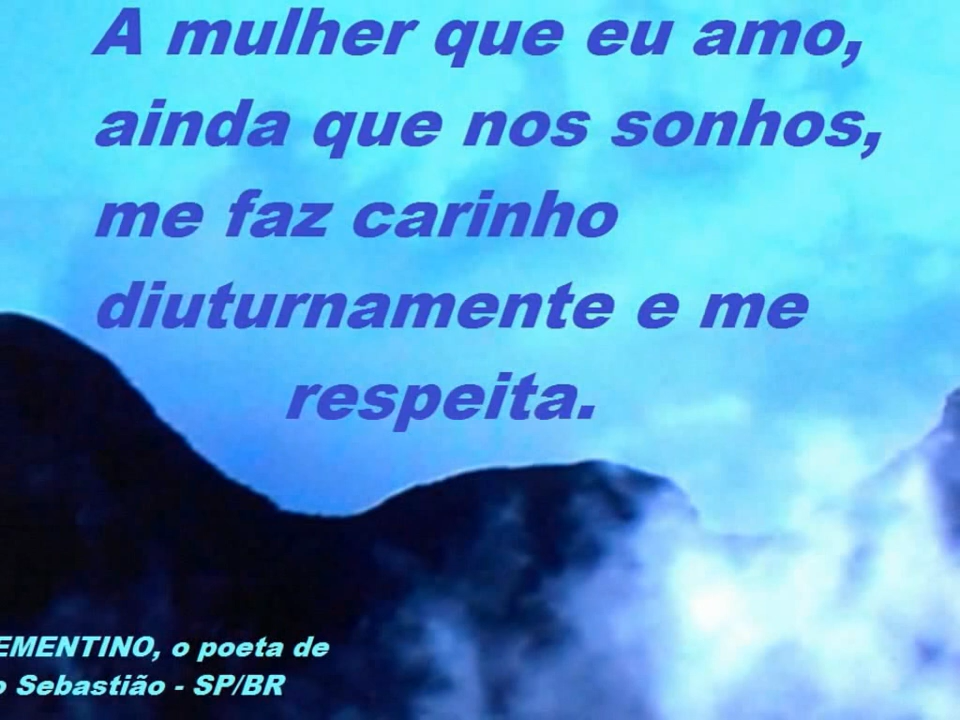 A mulher que eu amo,
ainda que nos sonhos,
me faz carinho
diuturnamente e me
respeita.
EMENTINO, o poeta de
o Sebastião - SP/BR